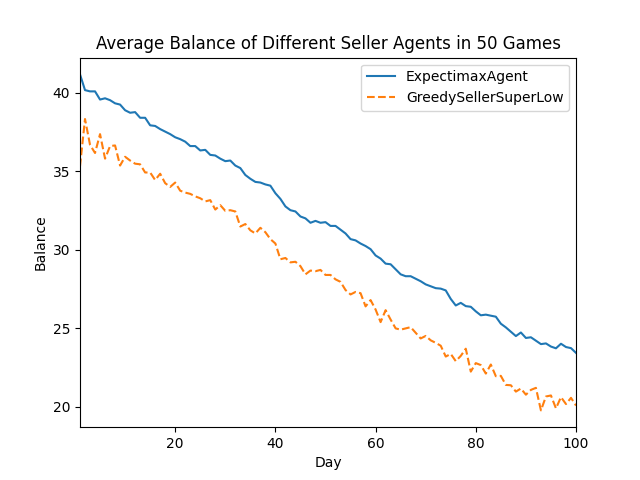 Average Balance of Different Seller Agents in 50 Games
ExpectimaxAgent
GreedySellerSuperLow
40
35
30
25
20
Balance
20 40 60 80 100
Day